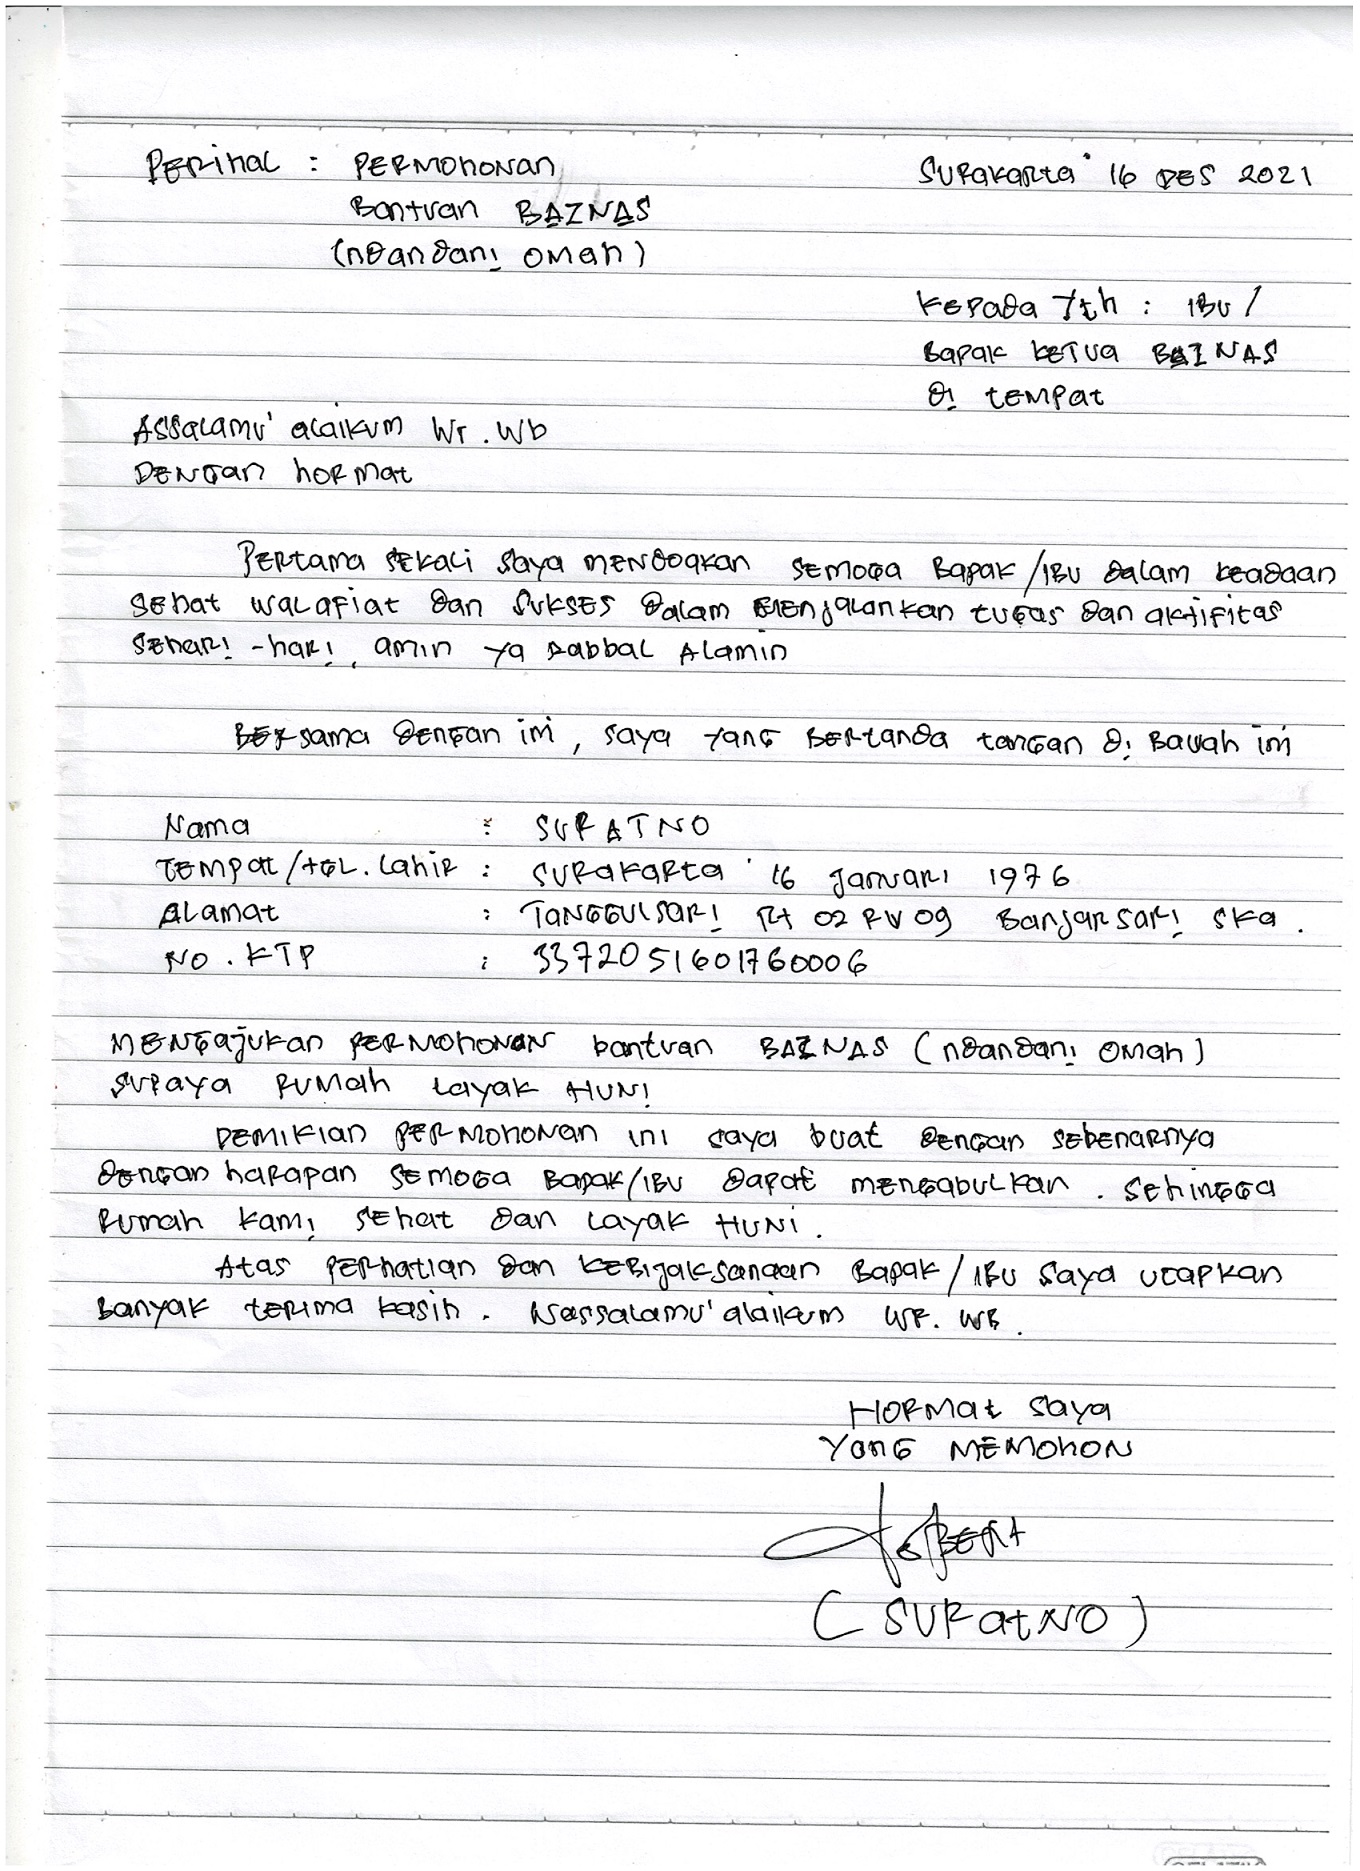 Perihal : PERMOHONAN
Bantuan BAZNAS
(ndandani omah)
Surakarta 16 DES 2021
Kepada Yth : IBU /
Bapak KETUA BAZNAS
di tempat
Assalamu'alaikum Wr. Wb
DENGAN hormat
Pertama sekali saya mendoakan semoga Bapak/IBU dalam keadaan
sehat walafiat dan sukses dalam menjalankan tugas dan aktifitas
sehari-hari, amin ya Rabbal Alamin
Bersama dengan ini, saya yang bertanda tangan di bawah ini
Nama : SURATNO
Tempat/tgl. lahir : Surakarta 16 Januari 1976
Alamat : TANGGULSARI Rt 02 RW 09 Banjarsari SKa.
NO. KTP : 3372051601760006
MENGajukan PERMOHONAN bantuan BAZNAS (ndandani omah)
supaya rumah layak HUNI
DEMIKIAN PERMOHONAN ini saya buat dengan sebenarnya
dengan harapan semoga Bapak/IBU dapat mengabulkan. Sehingga
rumah kami sehat dan layak HUNI.
Atas perhatian dan kebijaksanaan Bapak/IBU saya ucapkan
banyak terima kasih. Wassalamu'alaikum WR. WB.
HORMat saya
Yang MEMOHON
(SURatNO)